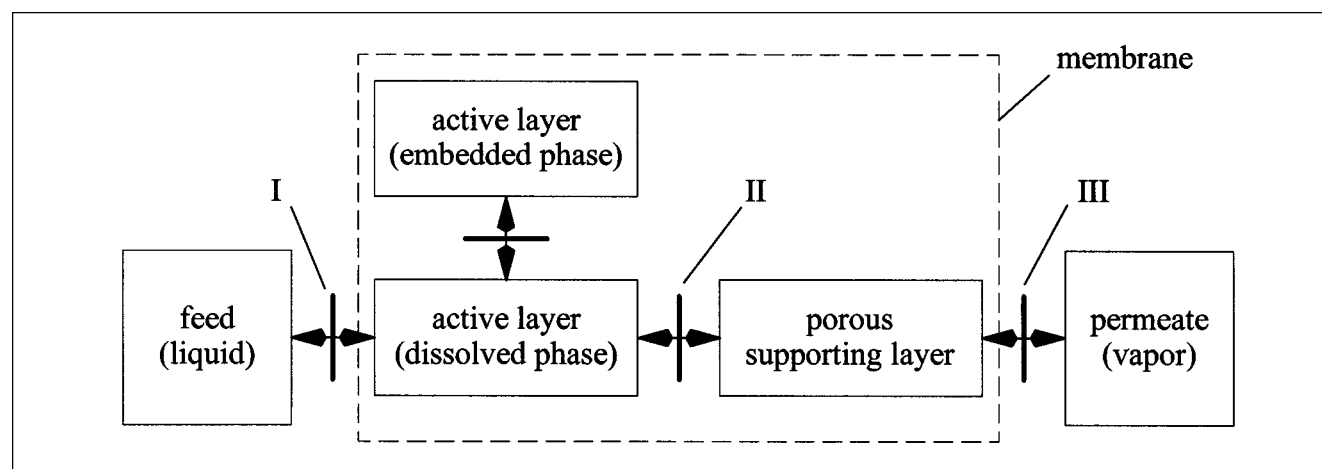 membrane
active layer
(embedded phase)
I
II
III
feed
(liquid)
active layer
(dissolved phase)
porous
supporting layer
permeate
(vapor)